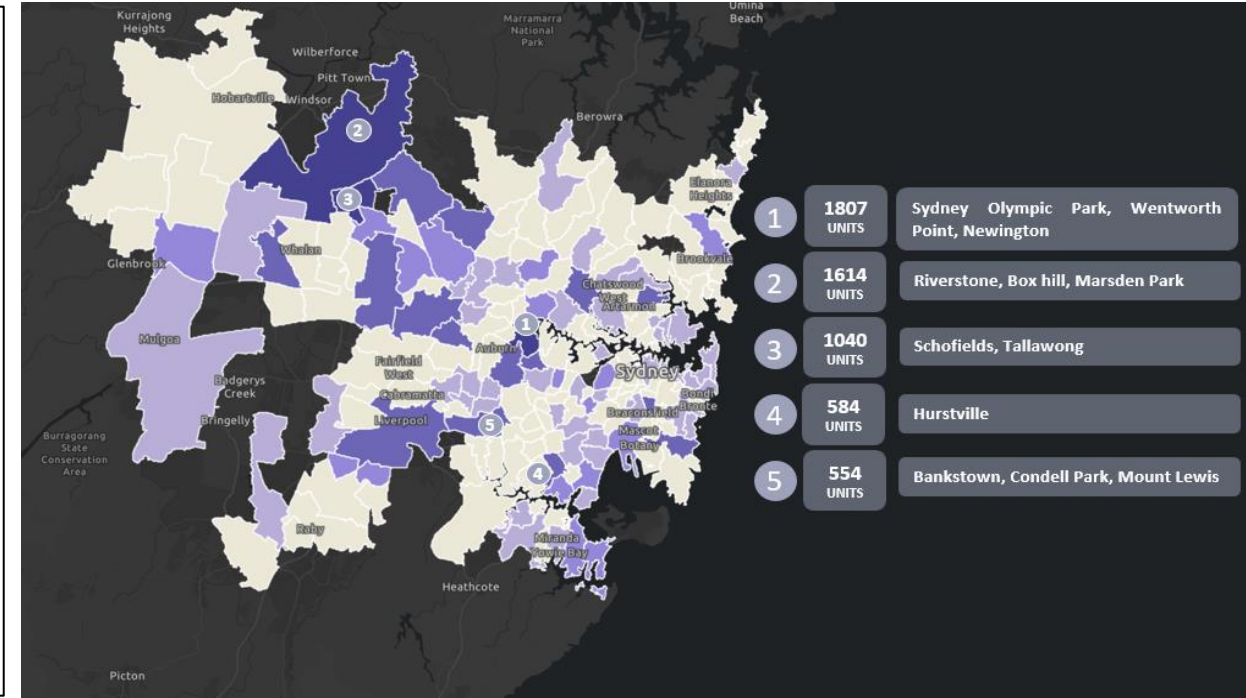 Kurrajong
Heights
Wilberforce
Pitt Town
Hobartville
Windsor
Marramarra
National
Park
Umina
Beach
Berowra
2
3
Elanora
Heights
Whalan
Glenbrook
Brookvale
Chatswood
West
Artarmon
Mulgoa
1
Auburn
Fairfield
West
Sydney
Badgerys
Creek
Cabramatta
Bondi
Bronte
Bringelly
Liverpool
Beaconsfield
Mascot
Botany
5
Burragorang
State
Conservation
Area
4
Raby
Miranda
Yowie Bay
Heathcote
Picton
1
1807
UNITS
Sydney Olympic Park, Wentworth
Point, Newington
2
1614
UNITS
Riverstone, Box hill, Marsden Park
3
1040
UNITS
Schofields, Tallawong
4
584
UNITS
Hurstville
5
554
UNITS
Bankstown, Condell Park, Mount Lewis